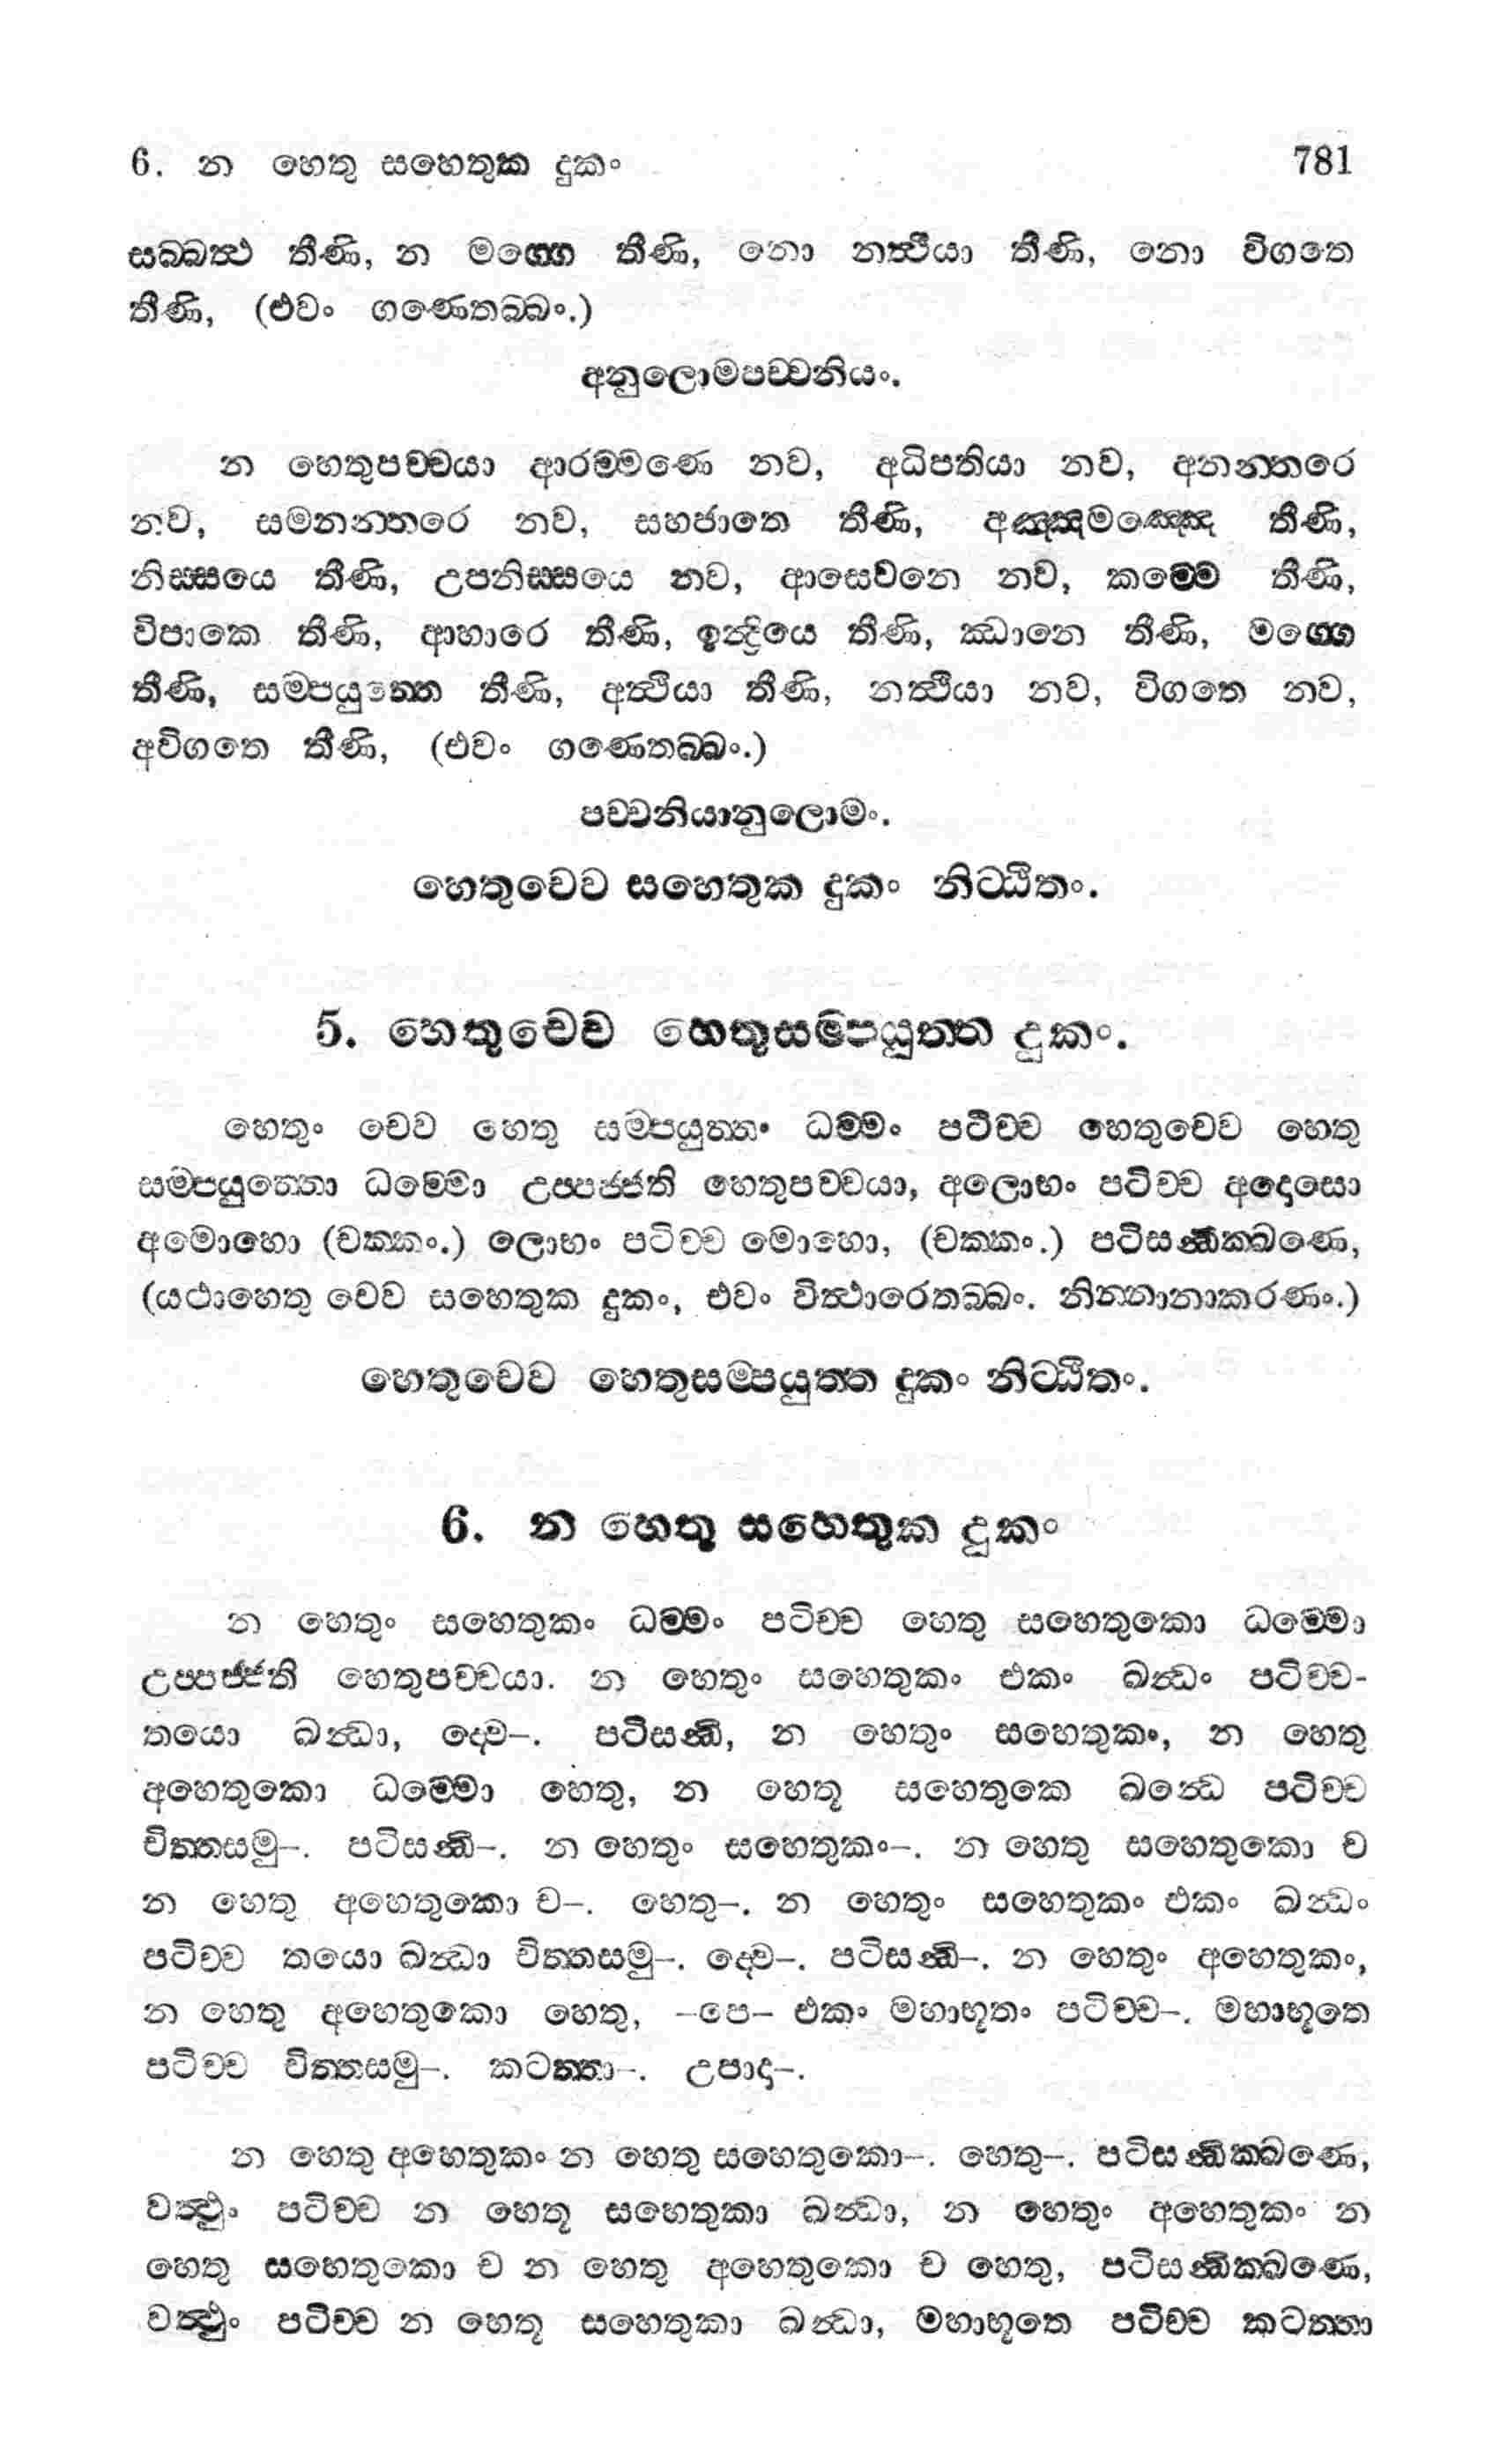 6. න හෙතු සහෙතුක දුකං 781
සබ්බත්ථ තීණි, න මග්ගෙ තීණි, නො නත්ථියා තීණි, නො විගතෙ
තීණි, (එවං ගණෙතබ්බං.)
අනුලොමපච්චනියං.
න හෙතුපච්චයා ආරම්මණෙ නව, අධිපතියා නව, අනන්තරෙ
නව, සමනන්තරෙ නව, සහජාතෙ තීණි, අඤ්ඤමඤ්ඤෙ තීණි,
නිස්සයෙ තීණි, උපනිස්සයෙ නව, ආසෙවනෙ නව, කම්මෙ තීණි,
විපාකෙ තීණි, ආහාරෙ තීණි, ඉන්ද්‍රියෙ තීණි, ඣානෙ තීණි, මග්ගෙ
තීණි, සම්පයුත්තෙ තීණි, අත්ථියා තීණි, නත්ථියා නව, විගතෙ නව,
අවිගතෙ තීණි, (එවං ගණෙතබ්බං.)
පච්චනියානුලොමං.
හෙතුචෙව සහෙතුක දුකං නිට්ඨිතං.
5. හෙතුචෙව හෙතුසම්පයුත්ත දුකං.
හෙතුං චෙව හෙතු සම්පයුත්තං ධම්මං පටිච්ච හෙතුචෙව හෙතු
සම්පයුත්තො ධම්මො උප්පජ්ජති හෙතුපච්චයා, අලොභං පටිච්ච අදොසො
අමොහො (චක්කං.) ලොභං පටිච්ච මොහො, (චක්කං.) පටිසන්ධික්ඛණෙ,
(යථාහෙතු චෙව සහෙතුක දුකං, එවං විත්ථාරෙතබ්බං. නින්නානාකරණං.)
හෙතුචෙව හෙතුසම්පයුත්ත දුකං නිට්ඨිතං.
6. න හෙතු සහෙතුක දුකං
න හෙතුං සහෙතුකං ධම්මං පටිච්ච හෙතු සහෙතුකො ධම්මො
උප්පජ්ජති හෙතුපච්චයා. න හෙතුං සහෙතුකං එකං ඛන්ධං පටිච්ච-
තයො ඛන්ධා, ද්වෙ–. පටිසන්ධි, න හෙතුං සහෙතුකං, න හෙතු
අහෙතුකො ධම්මො හෙතු, න හෙතූ සහෙතුකෙ ඛන්ධෙ පටිච්ච
චිත්තසමු–. පටිසන්ධි–. න හෙතුං සහෙතුකං–. න හෙතු සහෙතුකො ච
න හෙතු අහෙතුකො ච–. හෙතු–. න හෙතුං සහෙතුකං එකං ඛන්ධං
පටිච්ච තයො ඛන්ධා චිත්තසමු–. ද්වෙ–. පටිසන්ධි–. න හෙතුං අහෙතුකං,
න හෙතු අහෙතුකො හෙතු, –පෙ– එකං මහාභූතං පටිච්ච–. මහාභූතෙ
පටිච්ච චිත්තසමු–. කටත්තා–. උපාදා–.
න හෙතු අහෙතුකං න හෙතු සහෙතුකො–. හෙතු–. පටිසන්ධික්ඛණෙ,
වත්ථුං පටිච්ච න හෙතූ සහෙතුකා ඛන්ධා, න හෙතුං අහෙතුකං න
හෙතු සහෙතුකො ච න හෙතු අහෙතුකො ච හෙතු, පටිසන්ධික්ඛණෙ,
වත්ථුං පටිච්ච න හෙතූ සහෙතුකා ඛන්ධා, මහාභූතෙ පටිච්ච කටත්තා